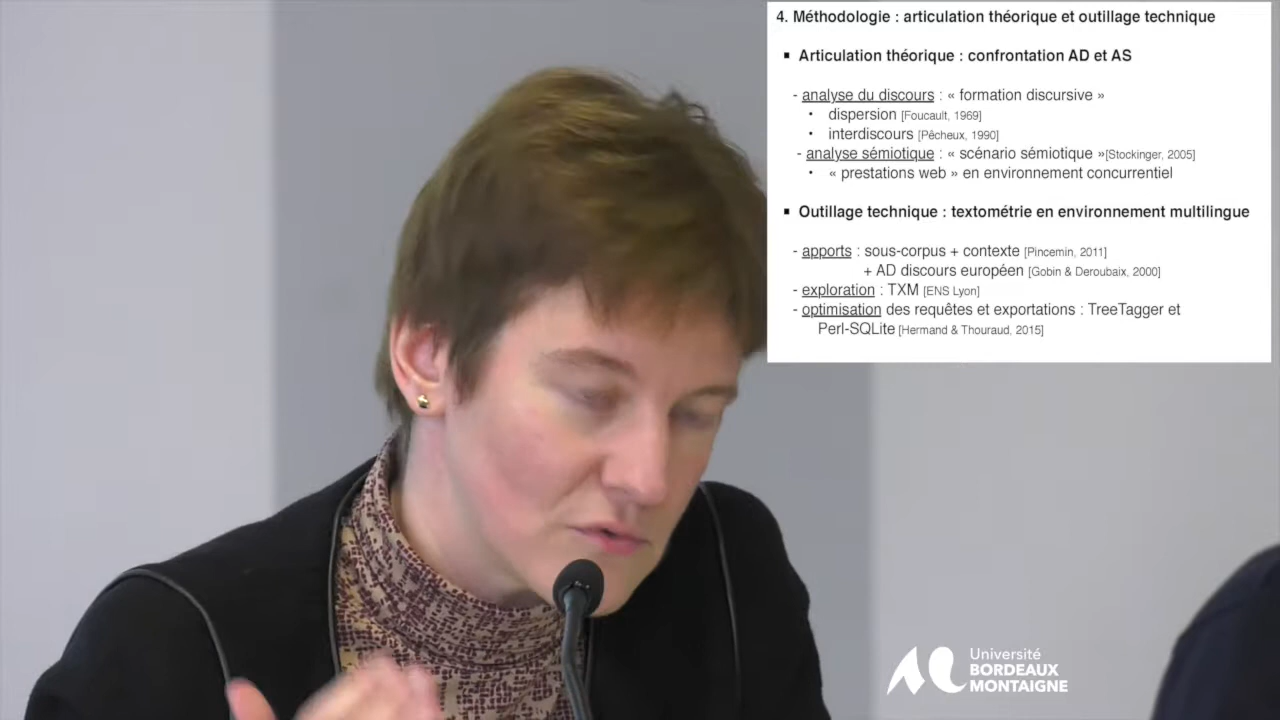 4. Méthodologie : articulation théorique et outillage technique
▪ Articulation théorique : confrontation AD et AS
- analyse du discours : « formation discursive »
• dispersion [Foucault, 1969]
• interdiscours [Pêcheux, 1990]
- analyse sémiotique : « scénario sémiotique »[Stockinger, 2005]
• « prestations web » en environnement concurrentiel
▪ Outillage technique : textométrie en environnement multilingue
- apports : sous-corpus + contexte [Pincemin, 2011]
+ AD discours européen [Gobin & Deroubaix, 2000]
- exploration : TXM [ENS Lyon]
- optimisation des requêtes et exportations : TreeTagger et
Perl-SQLite [Hermand & Thouraud, 2015]
Université
BORDEAUX
MONTAIGNE